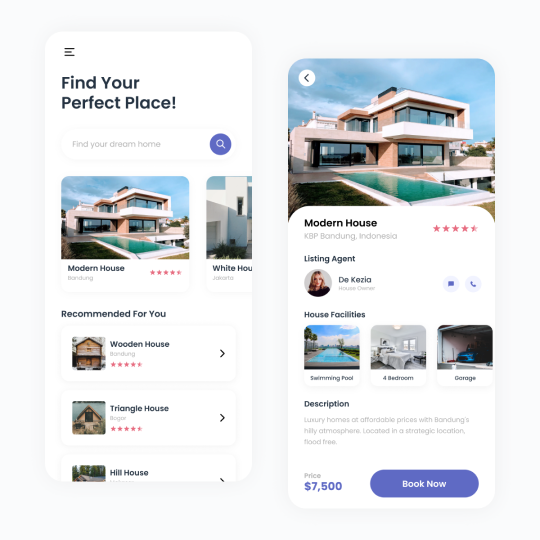 Find Your
Perfect Place!
Find your dream home
Modern House
Bandung
White Hou
Jakarta
Recommended For You
Wooden House
Bandung
Triangle House
Bogor
Hill House
Modern House
KBP Bandung, Indonesia
Listing Agent
De Kezia
House Owner
House Facilities
Swimming Pool
4 Bedroom
Garage
Description
Luxury homes at affordable prices with Bandung's
hilly atmosphere. Located in a strategic location,
flood free.
Price
$7,500
Book Now